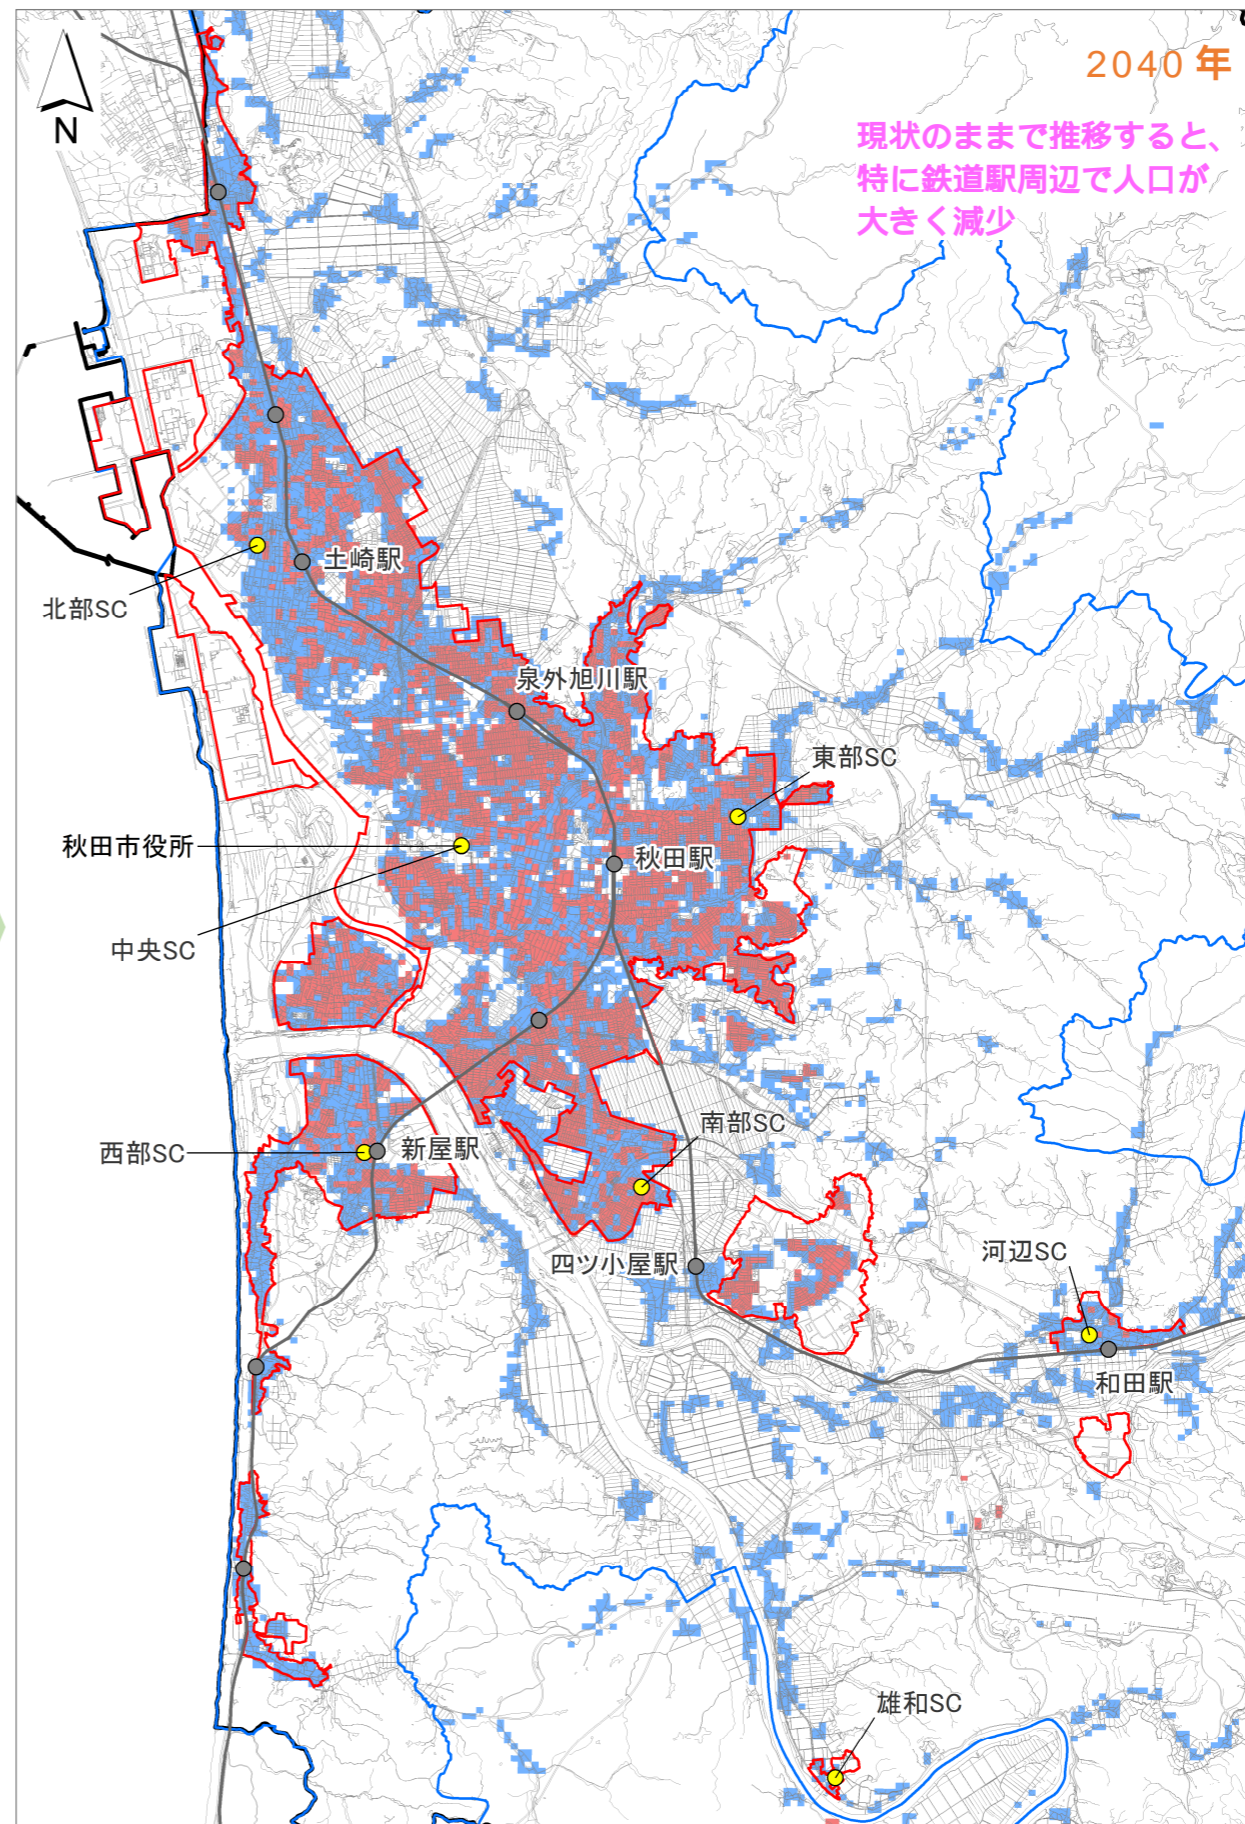 2040 年
現状のままで推移すると、
特に鉄道駅周辺で人口が
大きく減少
N
土崎駅
北部SC
泉外旭川駅
東部SC
秋田市役所
秋田駅
中央SC
南部SC
西部SC
新屋駅
四ツ小屋駅
河辺SC
和田駅
雄和SC